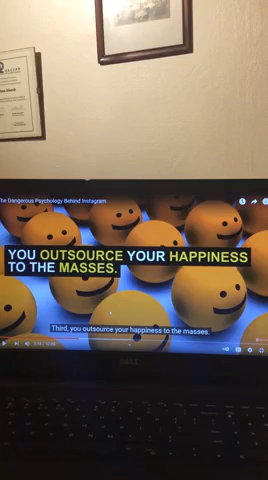 The Dangerous Psychology Behind Instagram
YOU OUTSOURCE YOUR HAPPINESS
TO THE MASSES.
Third, you outsource your happiness to the masses.
DELL